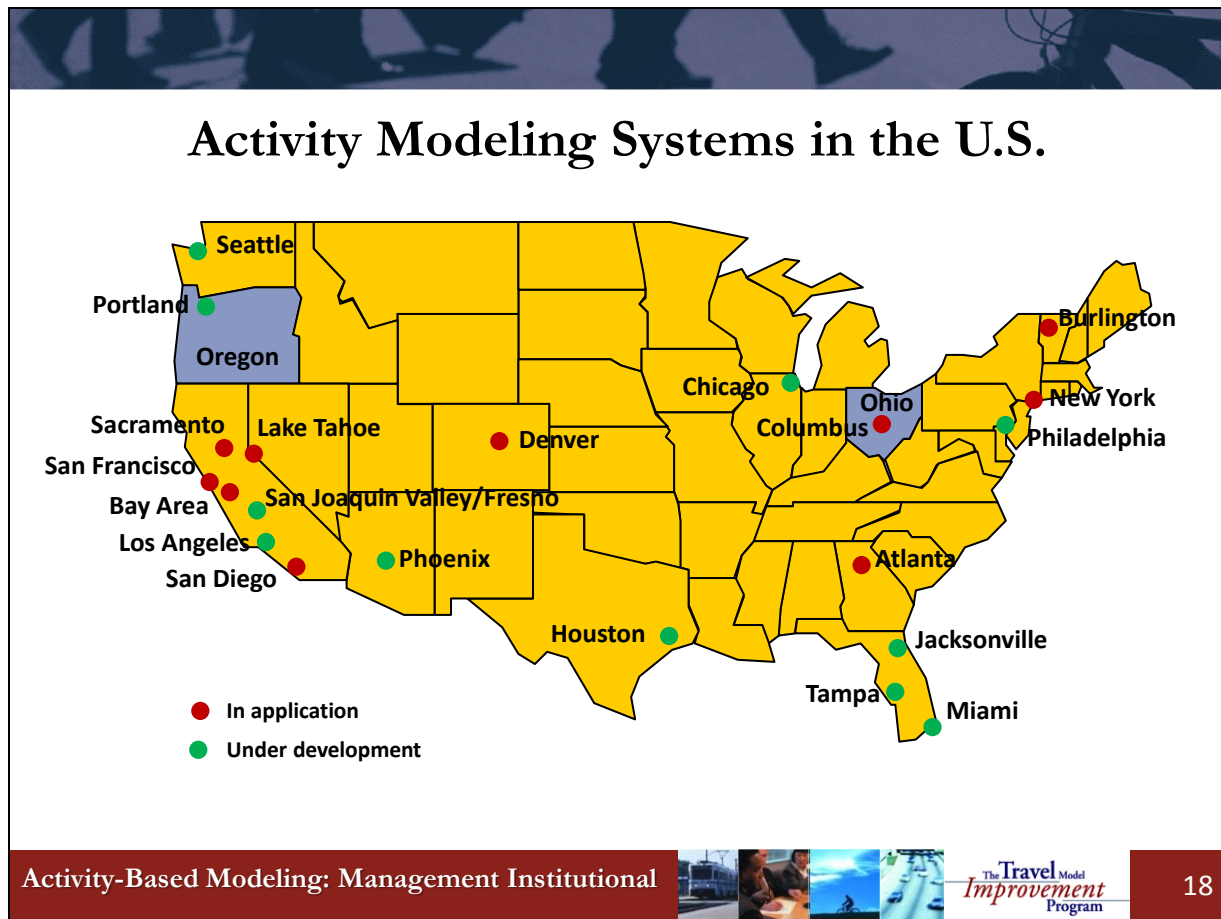 Activity Modeling Systems in the U.S.
Seattle
Portland
Oregon
Burlington
Chicago
Ohio
New York
Columbus
Philadelphia
Sacramento
Lake Tahoe
Denver
San Francisco
San Joaquin Valley/Fresno
Bay Area
Los Angeles
Phoenix
San Diego
Atlanta
Houston
Jacksonville
Tampa
Miami
In application
Under development
Activity-Based Modeling: Management Institutional
The Travel Model
Improvement
Program
18